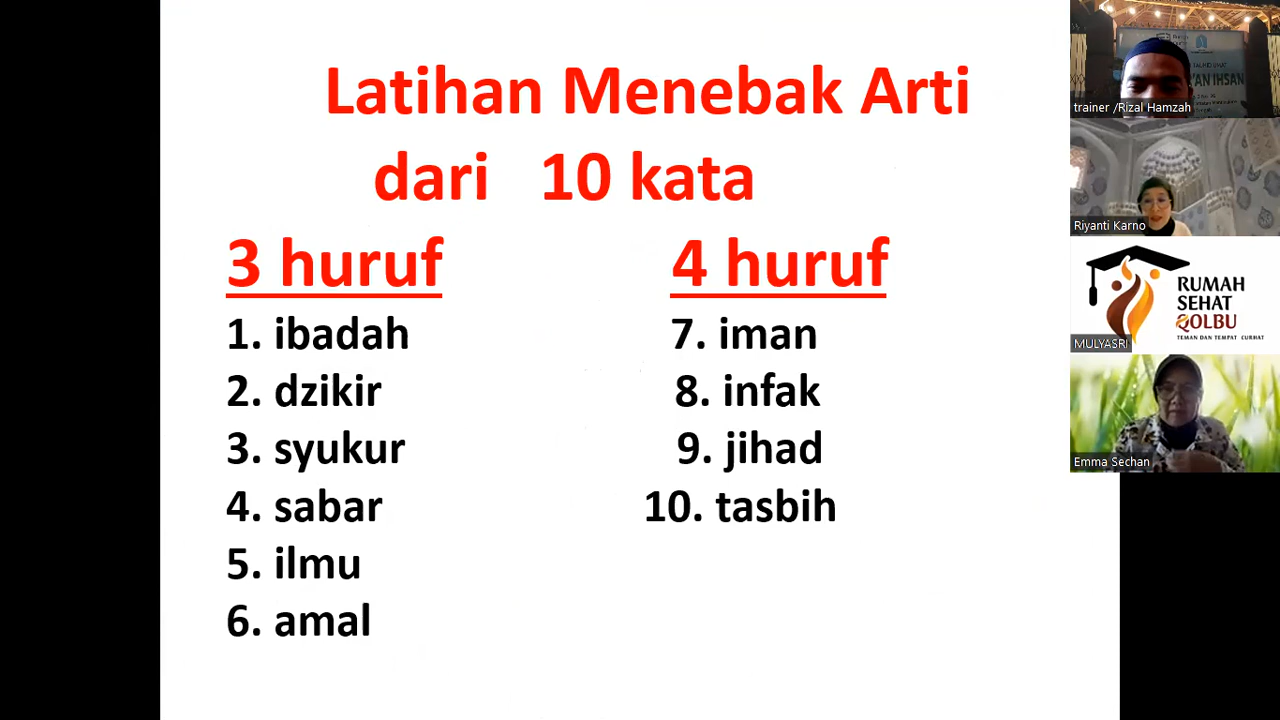 Latihan Menebak Arti
dari 10 kata
3 huruf
1. ibadah
2. dzikir
3. syukur
4. sabar
5. ilmu
6. amal
4 huruf
7. iman
8. infak
9. jihad
10. tasbih
AN IHSAN
trainer /Rizal Hamzah
Riyanti Karno
RUMAH
SEHAT
QOLBU
TEMAN DAN TEMPAT CURHAT
MULYASRI
Emma Sechan